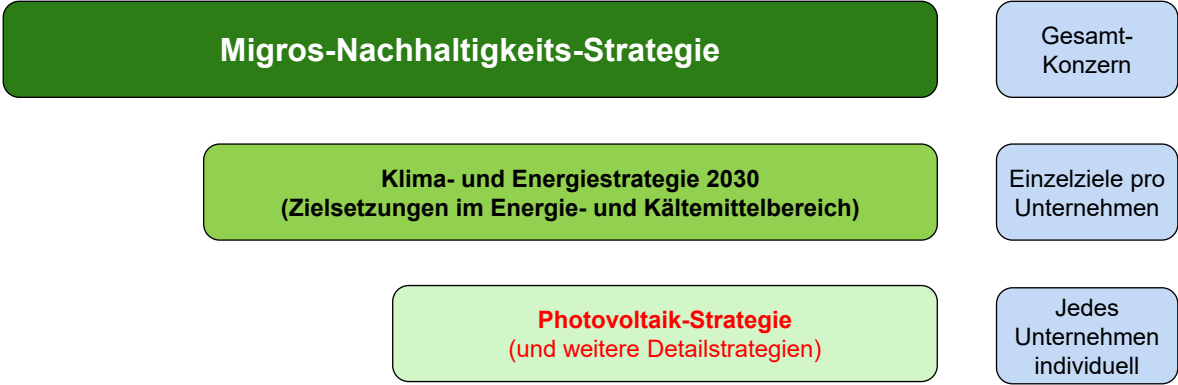 Migros-Nachhaltigkeits-Strategie
Gesamt-
Konzern
Klima- und Energiestrategie 2030
(Zielsetzungen im Energie- und Kältemittelbereich)
Einzelziele pro
Unternehmen
Photovoltaik-Strategie
(und weitere Detailstrategien)
Jedes
Unternehmen
individuell